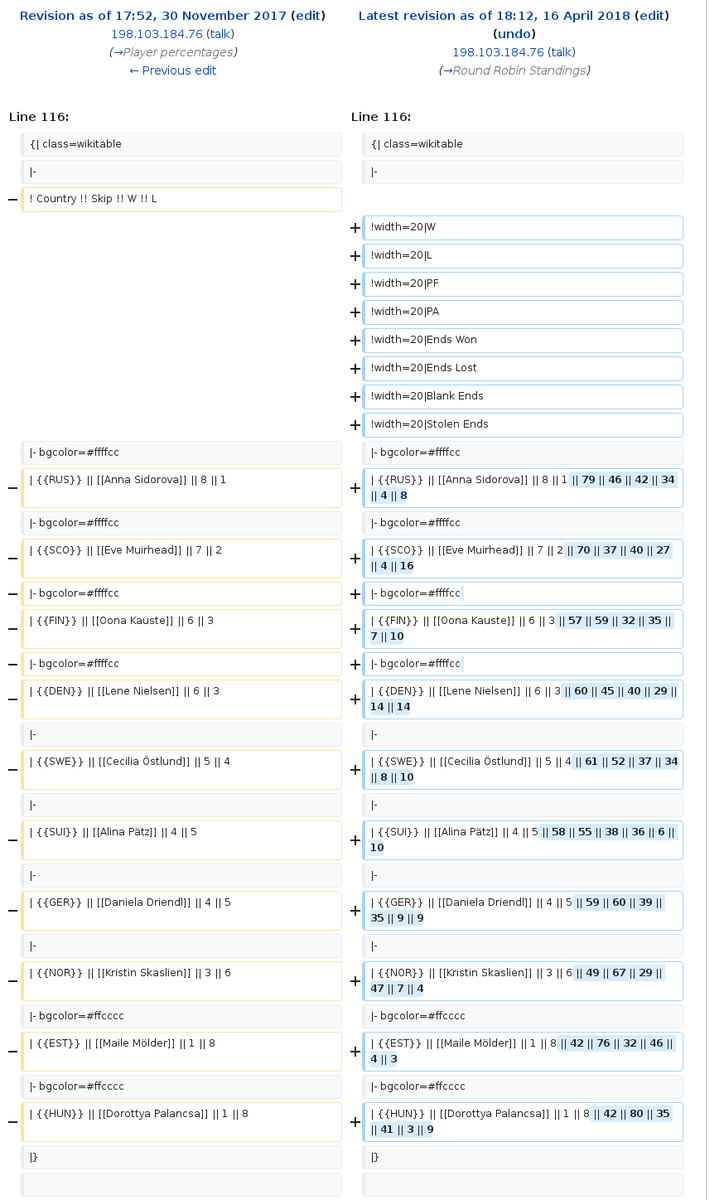 Revision as of 17:52, 30 November 2017 (edit)
198.103.184.76 (talk)
(→Player percentages)
← Previous edit
Latest revision as of 18:12, 16 April 2018 (edit)
(undo)
198.103.184.76 (talk)
(→Round Robin Standings)
Line 116:
Line 116:
{| class=wikitable
{| class=wikitable
|-
|-
− ! Country !! Skip !! W !! L
+ !width=20|W
+ !width=20|L
+ !width=20|PF
+ !width=20|PA
+ !width=20|Ends Won
+ !width=20|Ends Lost
+ !width=20|Blank Ends
+ !width=20|Stolen Ends
|- bgcolor=#ffffcc
|- bgcolor=#ffffcc
− | {{RUS}} || [[Anna Sidorova]] || 8 || 1
+ | {{RUS}} || [[Anna Sidorova]] || 8 || 1 || 79 || 46 || 42 || 34
|| 4 || 8
|- bgcolor=#ffffcc
|- bgcolor=#ffffcc
− | {{SCO}} || [[Eve Muirhead]] || 7 || 2
+ | {{SCO}} || [[Eve Muirhead]] || 7 || 2 || 70 || 37 || 40 || 27
|| 4 || 16
− |- bgcolor=#ffffcc
+ |- bgcolor=#ffffcc
− | {{FIN}} || [[Oona Kauste]] || 6 || 3
+ | {{FIN}} || [[Oona Kauste]] || 6 || 3 || 57 || 59 || 32 || 35 ||
7 || 10
− |- bgcolor=#ffffcc
+ |- bgcolor=#ffffcc
− | {{DEN}} || [[Lene Nielsen]] || 6 || 3
+ | {{DEN}} || [[Lene Nielsen]] || 6 || 3 || 60 || 45 || 40 || 29 ||
14 || 14
|-
|-
− | {{SWE}} || [[Cecilia Östlund]] || 5 || 4
+ | {{SWE}} || [[Cecilia Östlund]] || 5 || 4 || 61 || 52 || 37 || 34
|| 8 || 10
|-
|-
− | {{SUI}} || [[Alina Pätz]] || 4 || 5
+ | {{SUI}} || [[Alina Pätz]] || 4 || 5 || 58 || 55 || 38 || 36 || 6 ||
10
|-
|-
− | {{GER}} || [[Daniela Driendl]] || 4 || 5
+ | {{GER}} || [[Daniela Driendl]] || 4 || 5 || 59 || 60 || 39 ||
35 || 9 || 9
|-
|-
− | {{NOR}} || [[Kristin Skaslien]] || 3 || 6
+ | {{NOR}} || [[Kristin Skaslien]] || 3 || 6 || 49 || 67 || 29 ||
47 || 7 || 4
|- bgcolor=#ffcccc
|- bgcolor=#ffcccc
− | {{EST}} || [[Maile Mölder]] || 1 || 8
+ | {{EST}} || [[Maile Mölder]] || 1 || 8 || 42 || 76 || 32 || 46 ||
4 || 3
|- bgcolor=#ffcccc
|- bgcolor=#ffcccc
− | {{HUN}} || [[Dorottya Palancsa]] || 1 || 8
+ | {{HUN}} || [[Dorottya Palancsa]] || 1 || 8 || 42 || 80 || 35
|| 41 || 3 || 9
|}
|}